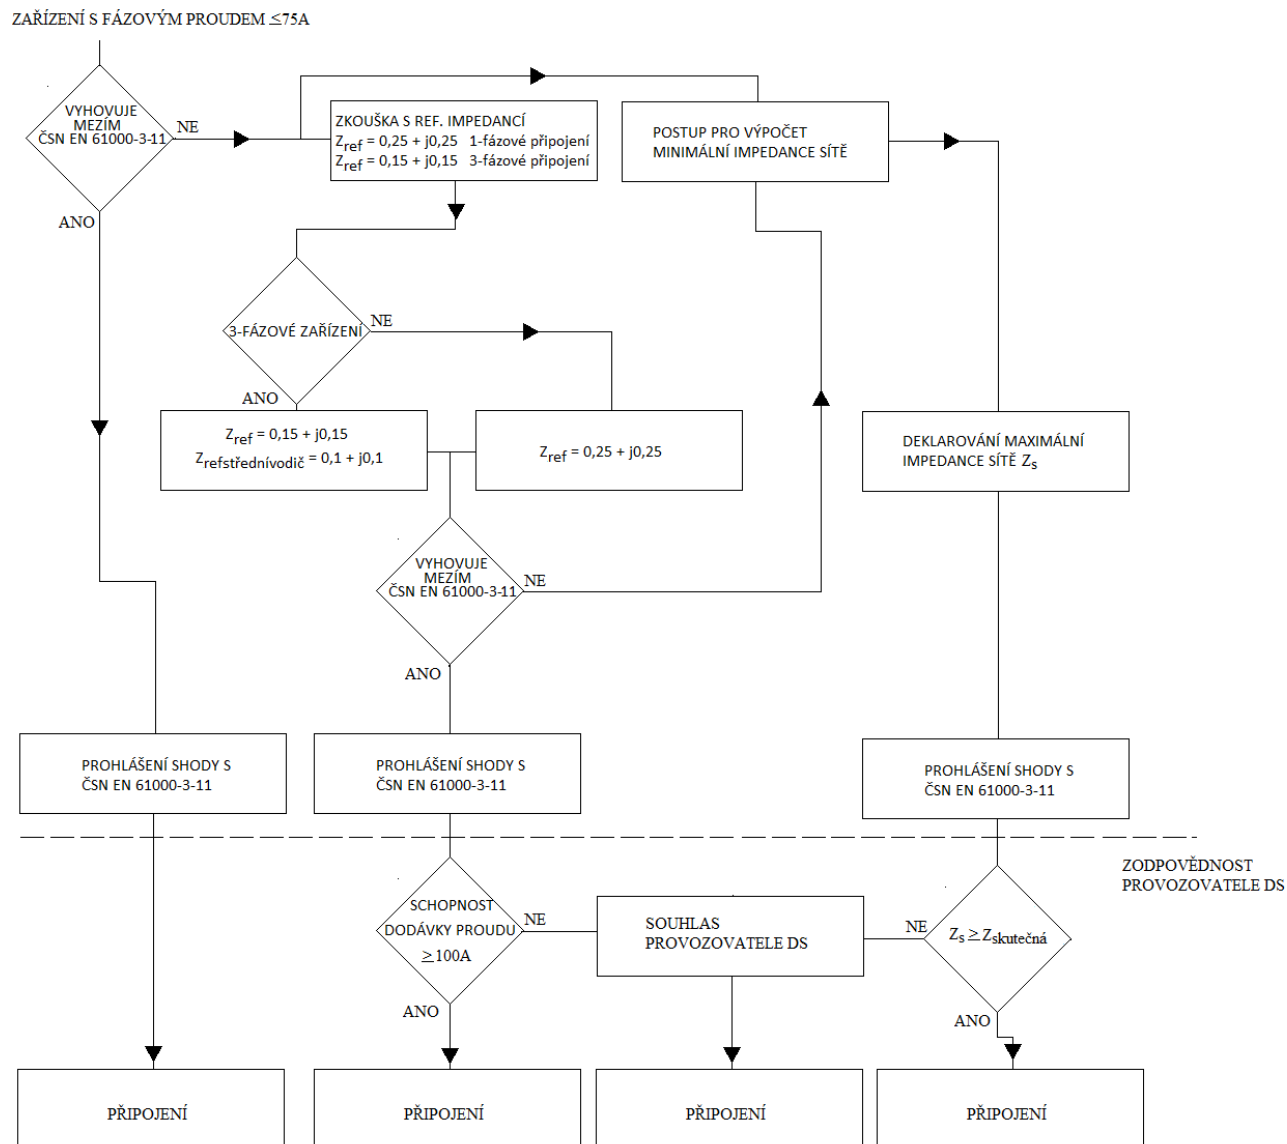 ZAŘÍZENÍ S FÁZOVÝM PROUDEM ≤75A
VYHOVUJE
MEZÍM
ČSN EN 61000-3-11
NE
ANO
ZKOUŠKA S REF. IMPEDANCÍ
Zref = 0,25 + j0,25 1-fázové připojení
Zref = 0,15 + j0,15 3-fázové připojení
POSTUP PRO VÝPOČET
MINIMÁLNÍ IMPEDANCE SÍTĚ
3-FÁZOVÉ ZAŘÍZENÍ
NE
ANO
Zref = 0,15 + j0,15
Zrefstřednívodič = 0,1 + j0,1
Zref = 0,25 + j0,25
DEKLAROVÁNÍ MAXIMÁLNÍ
IMPEDANCE SÍTĚ Zs
VYHOVUJE
MEZÍM
ČSN EN 61000-3-11
NE
ANO
PROHLÁŠENÍ SHODY S
ČSN EN 61000-3-11
PROHLÁŠENÍ SHODY S
ČSN EN 61000-3-11
PROHLÁŠENÍ SHODY S
ČSN EN 61000-3-11
ZODPOVĚDNOST
PROVOZOVATELE DS
SCHOPNOST
DODÁVKY PROUDU
≥100A
NE
ANO
SOUHLAS
PROVOZOVATELE DS
NE
Zs ≥ Zskutečná
ANO
PŘIPOJENÍ
PŘIPOJENÍ
PŘIPOJENÍ
PŘIPOJENÍ